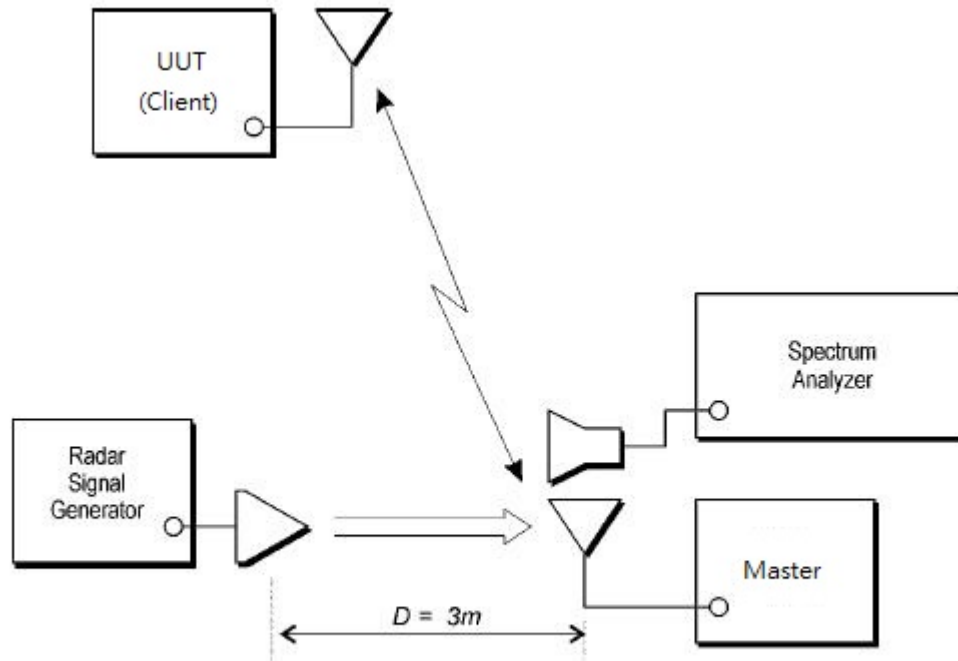 UUT
(Client)
Spectrum
Analyzer
Radar
Signal
Generator
Master
D = 3m